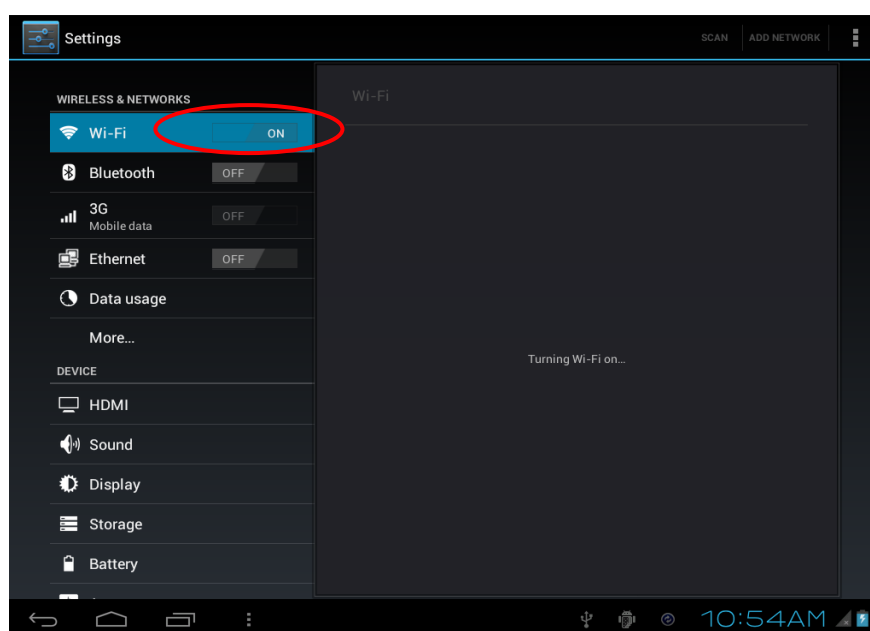 Settings
SCAN ADD NETWORK
WIRELESS & NETWORKS
Wi-Fi ON
Bluetooth OFF
3G
Mobile data
OFF
Ethernet OFF
Data usage
More...
DEVICE
HDMI
Sound
Display
Storage
Battery
Wi-Fi
Turning Wi-Fi on...
10:54AM